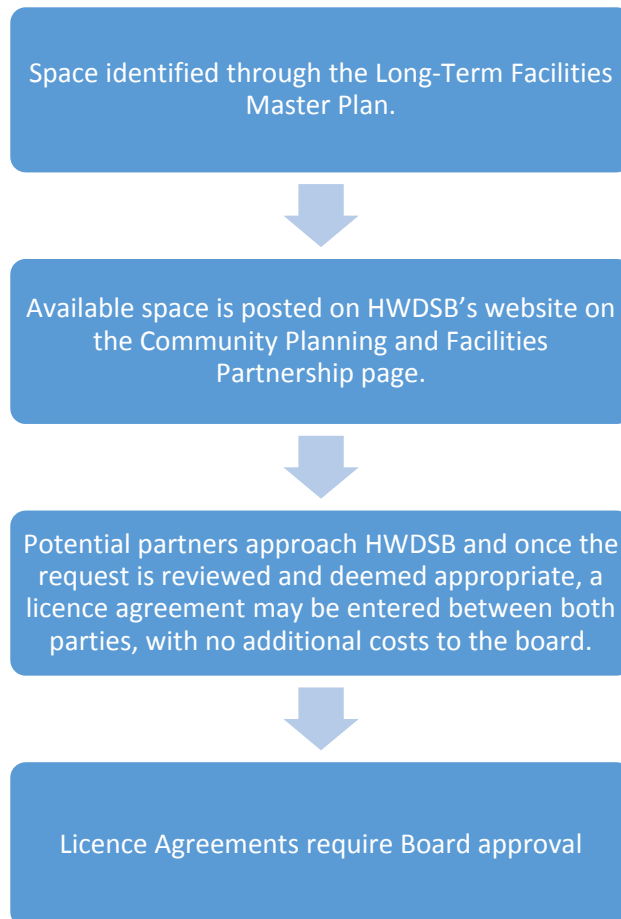 Space identified through the Long-Term Facilities
Master Plan.
Available space is posted on HWDSB’s website on
the Community Planning and Facilities
Partnership page.
Potential partners approach HWDSB and once the
request is reviewed and deemed appropriate, a
licence agreement may be entered between both
parties, with no additional costs to the board.
Licence Agreements require Board approval